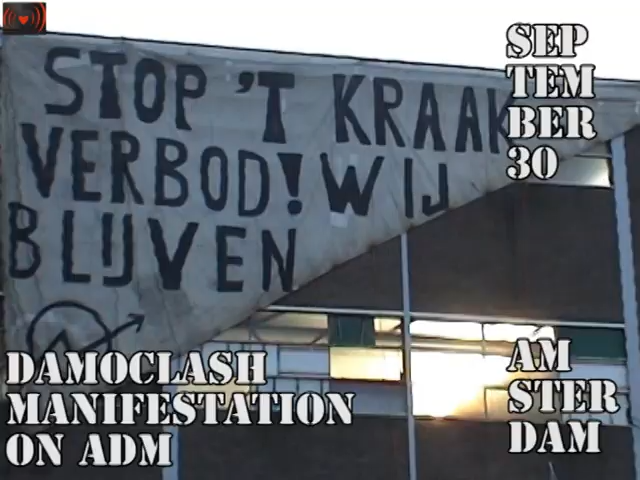 STOP 'T KRAAK
VERBOD! WIJ
BLIJVEN
SEP
TEM
BER
30
DAMOCLASH
MANIFESTATION
ON ADM
AM
STER
DAM